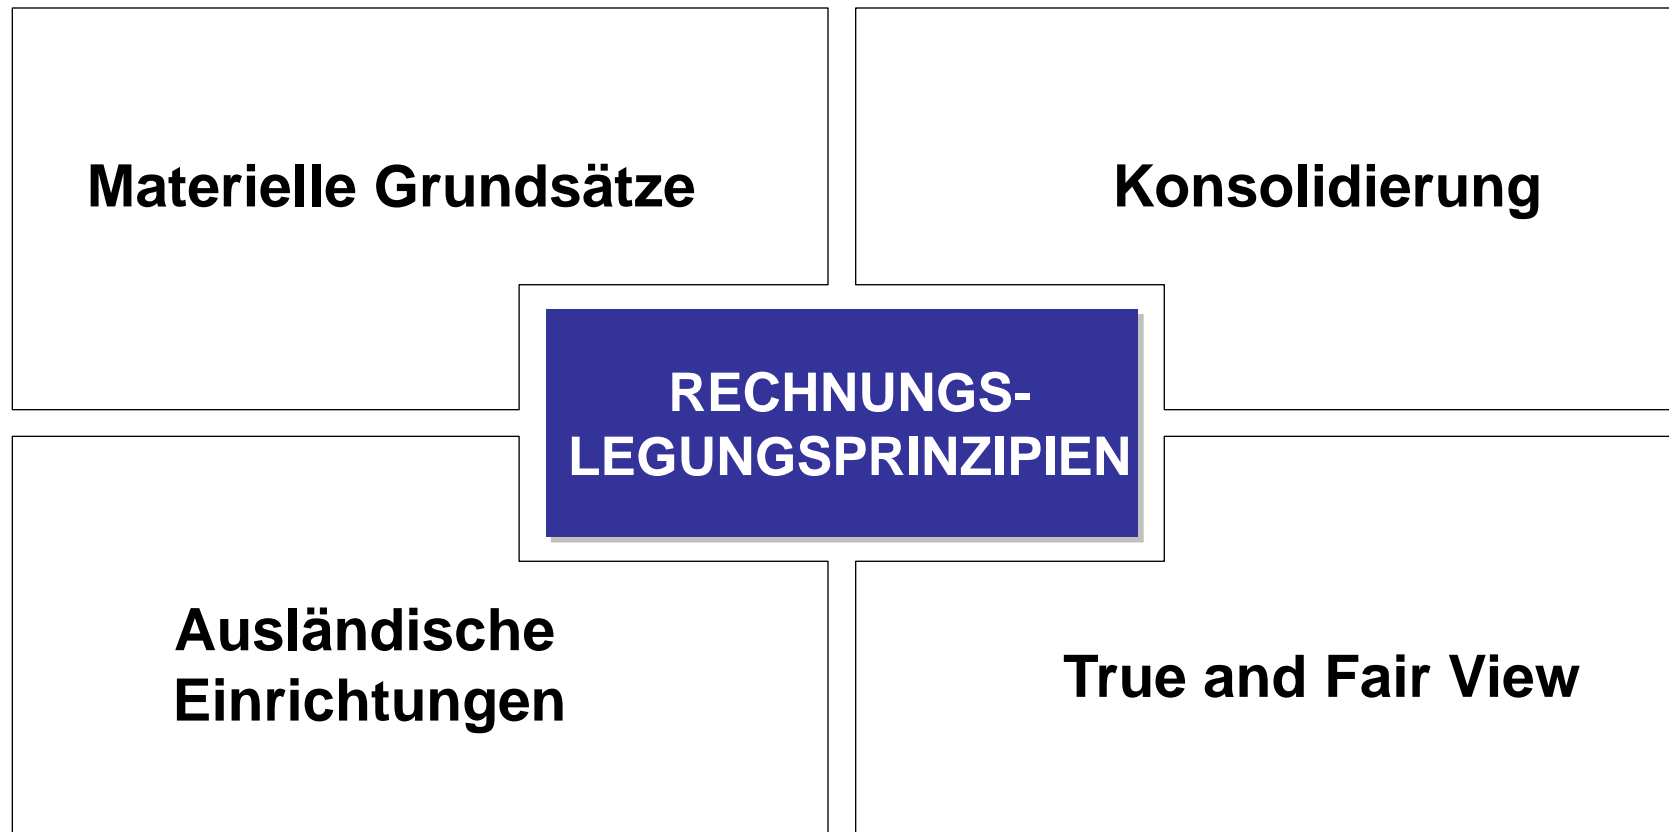 Materielle Grundsätze
Konsolidierung
RECHNUNGS-
LEGUNGSPRINZIPIEN
Ausländische
Einrichtungen
True and Fair View